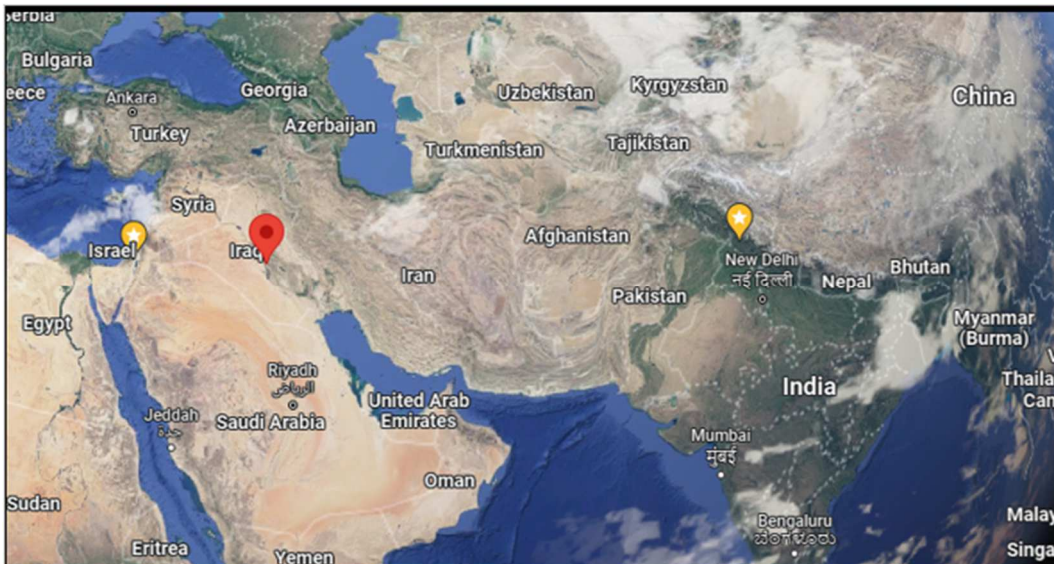 Serbia
Bulgaria
eece
Ankara
Georgia
Turkey
Azerbaijan
Uzbekistan
Kyrgyzstan
China
Turkmenistan
Tajikistan
Syria
Israel
Iraq
Iran
Afghanistan
Pakistan
New Delhi
नई दिल्ली
Nepal
Bhutan
Egypt
Myanmar
(Burma)
Riyadh
الرياض
Jeddah
جدة
Saudi Arabia
United Arab
Emirates
India
V
Thaila
Can
Mumbai
मुंबई
Oman
Sudan
Eritrea
Yemen
Bengaluru
ಬೆಂಗಳೂರು
Malay
Singa